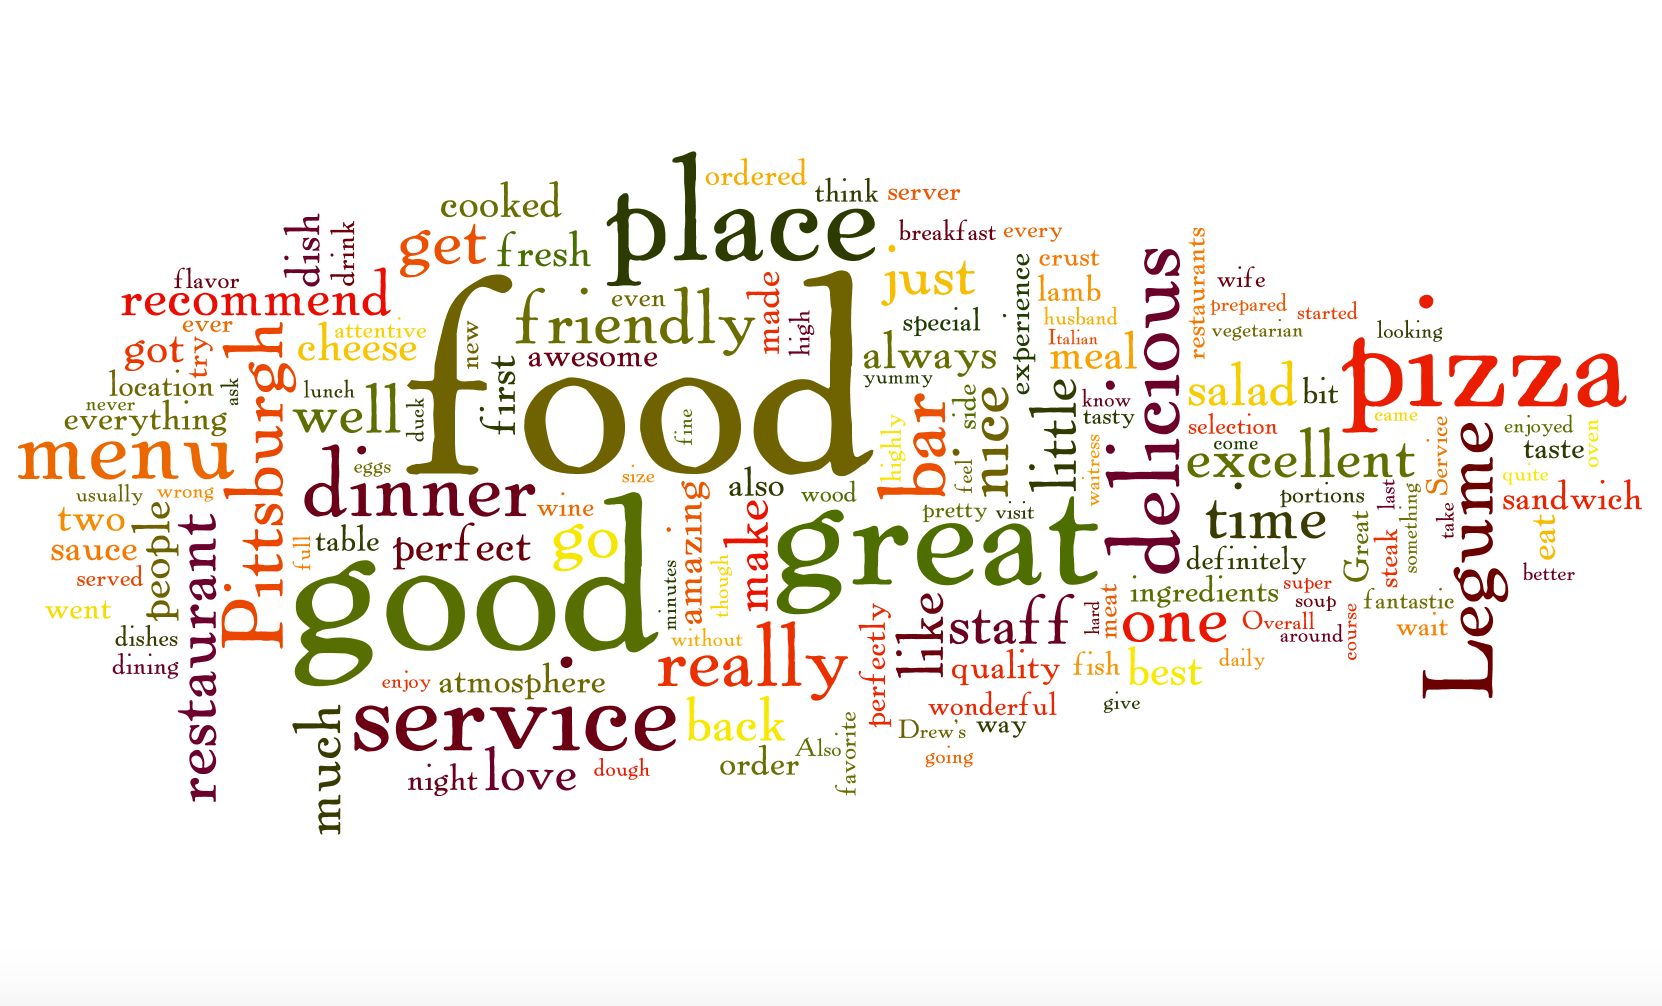 place
ordered
think
server
cooked
get
fresh
dish
drink
breakfast
every
just
flavor
recommend
friendly
even
made
high
special
experience
crust
lamb
husband
Italian
meal
delicious
restaurants
wife
prepared
started
vegetarian
looking
pizza
ever
attentive
cheese
got
try
Pittsburgh
new
awesome
food
always
yummy
location
ask
never
everything
lunch
well
duck
first
fine
highly
bar
side
feel
nice
little
know
tasty
salad
bit
selection
come
came
Service
Legume
enjoyed
taste
oven
quite
menu
dinner
eggs
size
also
wood
waitress
excellent
portions
last
something
sandwich
usually
wrong
two
sauce
served
people
restaurant
full
table
perfect
wine
go
good
minutes
amazing
though
make
great
pretty
visit
time
definitely
Great
steak
take
eat
better
went
dishes
dining
without
really
perfectly
like
staff
hard
meat
ingredients
super
soup
one
Overall
around
course
fantastic
wait
enjoy
atmosphere
quality
fish
best
daily
much
service
back
wonderful
give
Drew's
way
Also
favorite
going
night
love
dough
order